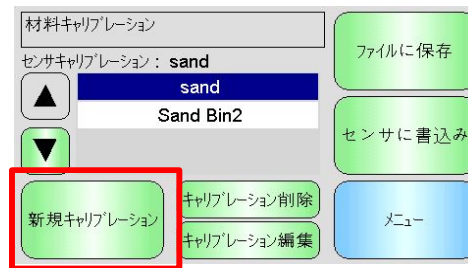 材料キャリブレーション
ファイルに保存
センサキャリブレーション： sand
sand
Sand Bin2
センサに書込み
新規キャリブレーション
キャリブレーション削除
キャリブレーション編集
メニュー